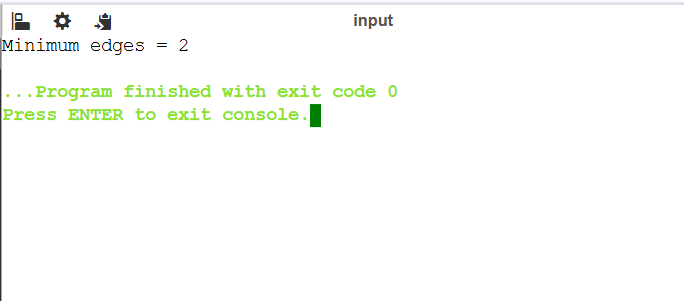 input
Minimum edges = 2
...Program finished with exit code 0
Press ENTER to exit console.